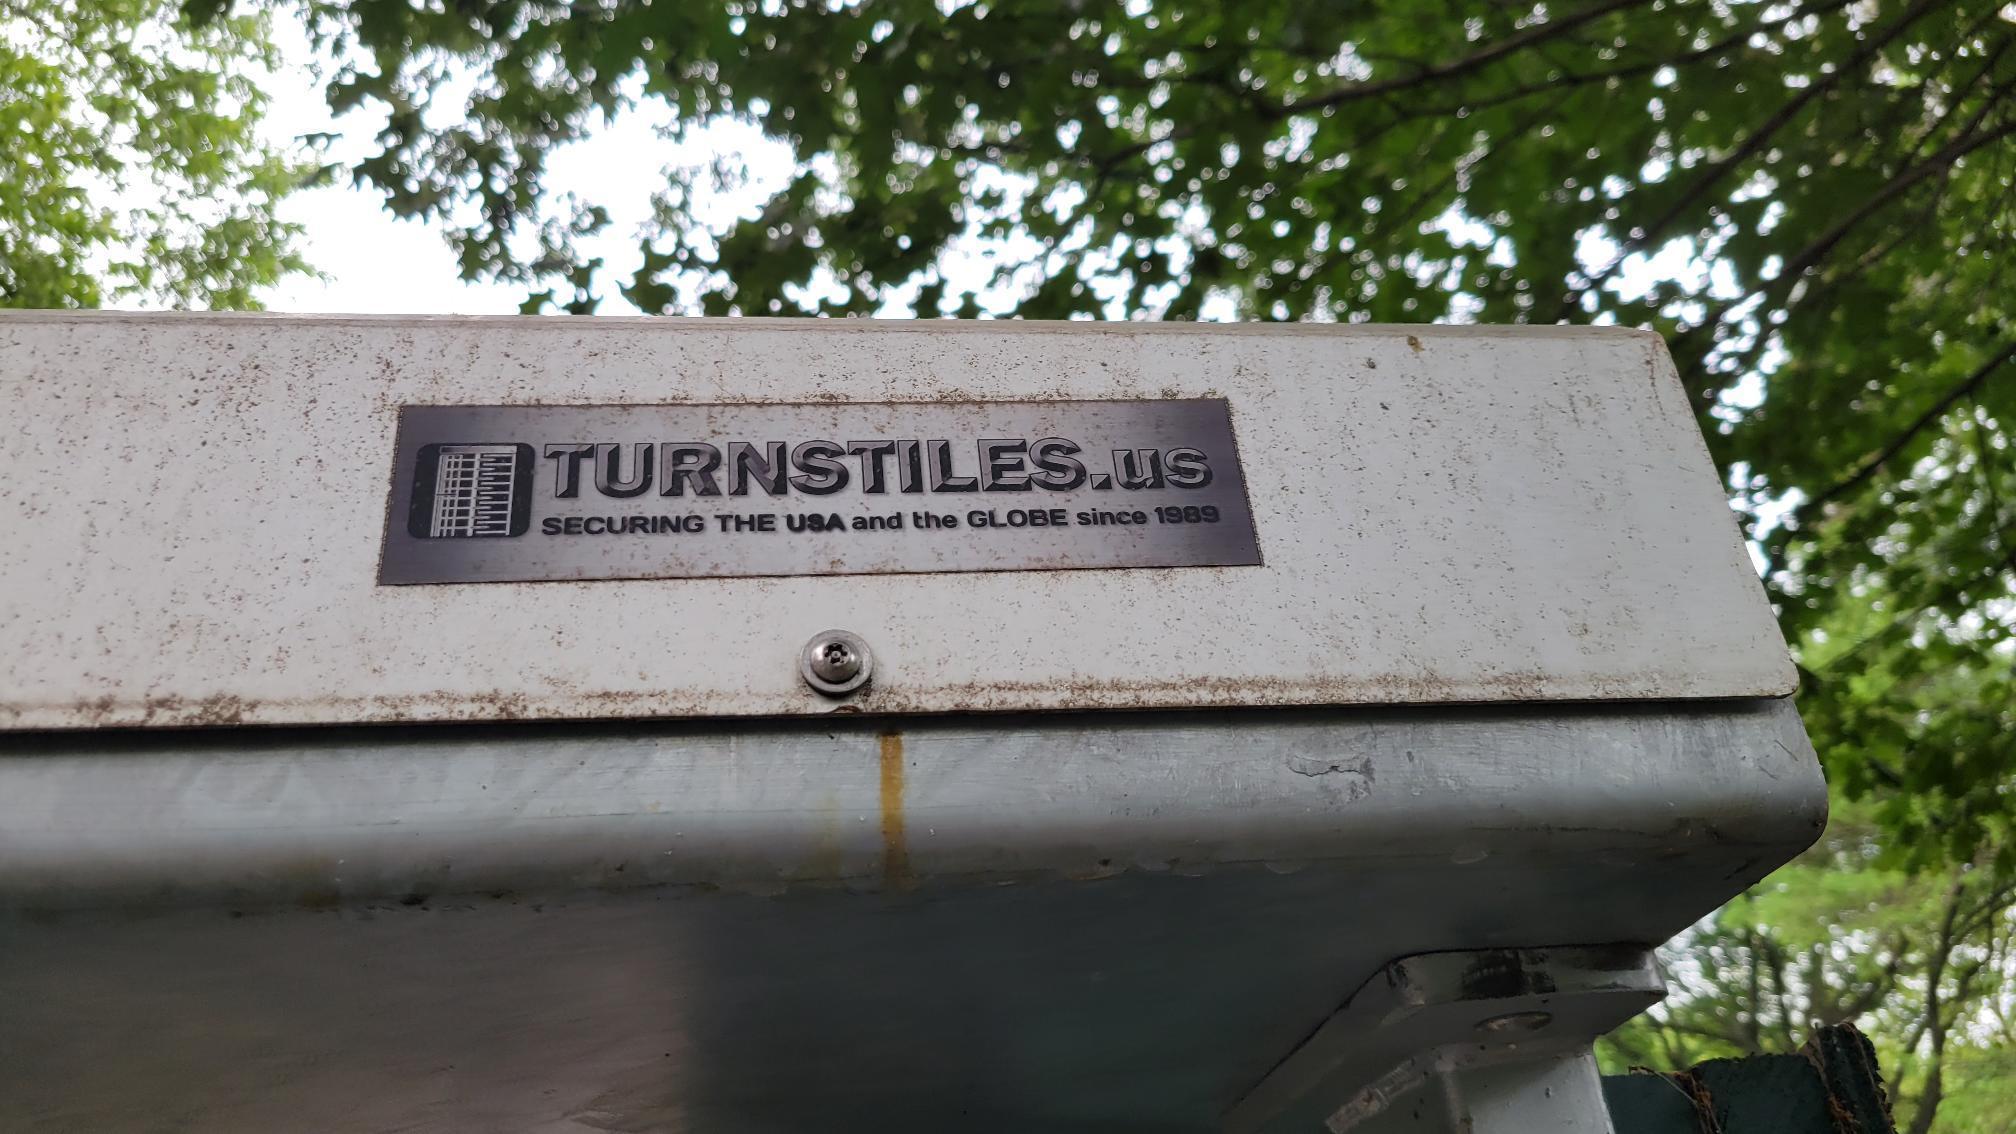 TURNSTILES.us
SECURING THE USA and the GLOBE since 1989